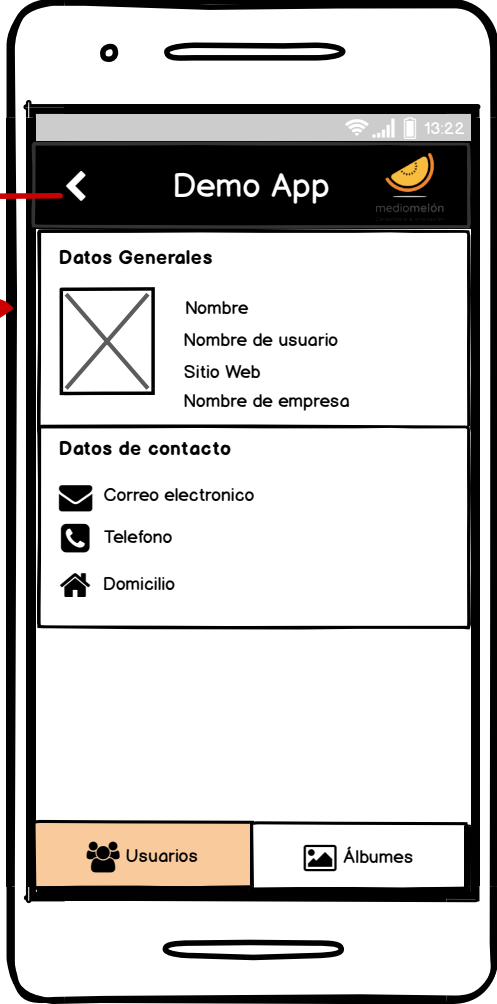 13:22
Demo App
mediomelón
Datos Generales
Nombre
Nombre de usuario
Sitio Web
Nombre de empresa
Datos de contacto
Correo electronico
Telefono
Domicilio
Usuarios
Álbumes